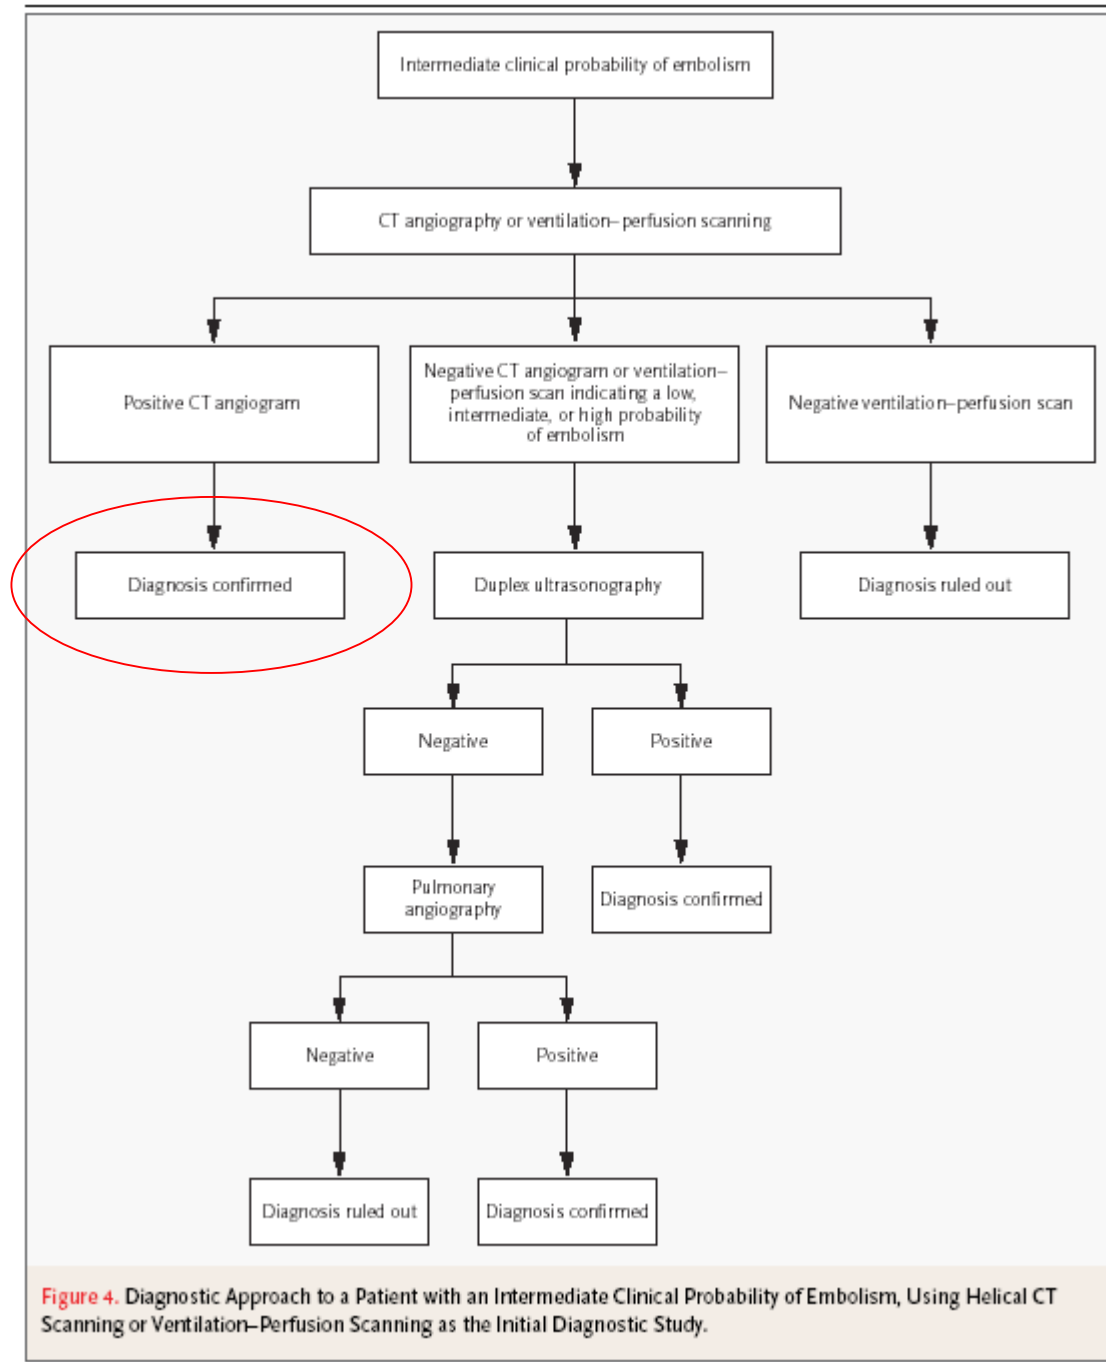 Intermediate clinical probability of embolism
CT angiography or ventilation–perfusion scanning
Positive CT angiogram
Negative CT angiogram or ventilation–
perfusion scan indicating a low,
intermediate, or high probability
of embolism
Negative ventilation–perfusion scan
Diagnosis confirmed
Duplex ultrasonography
Diagnosis ruled out
Negative
Positive
Pulmonary
angiography
Diagnosis confirmed
Negative
Positive
Diagnosis ruled out
Diagnosis confirmed
Figure 4. Diagnostic Approach to a Patient with an Intermediate Clinical Probability of Embolism, Using Helical CT
Scanning or Ventilation–Perfusion Scanning as the Initial Diagnostic Study.